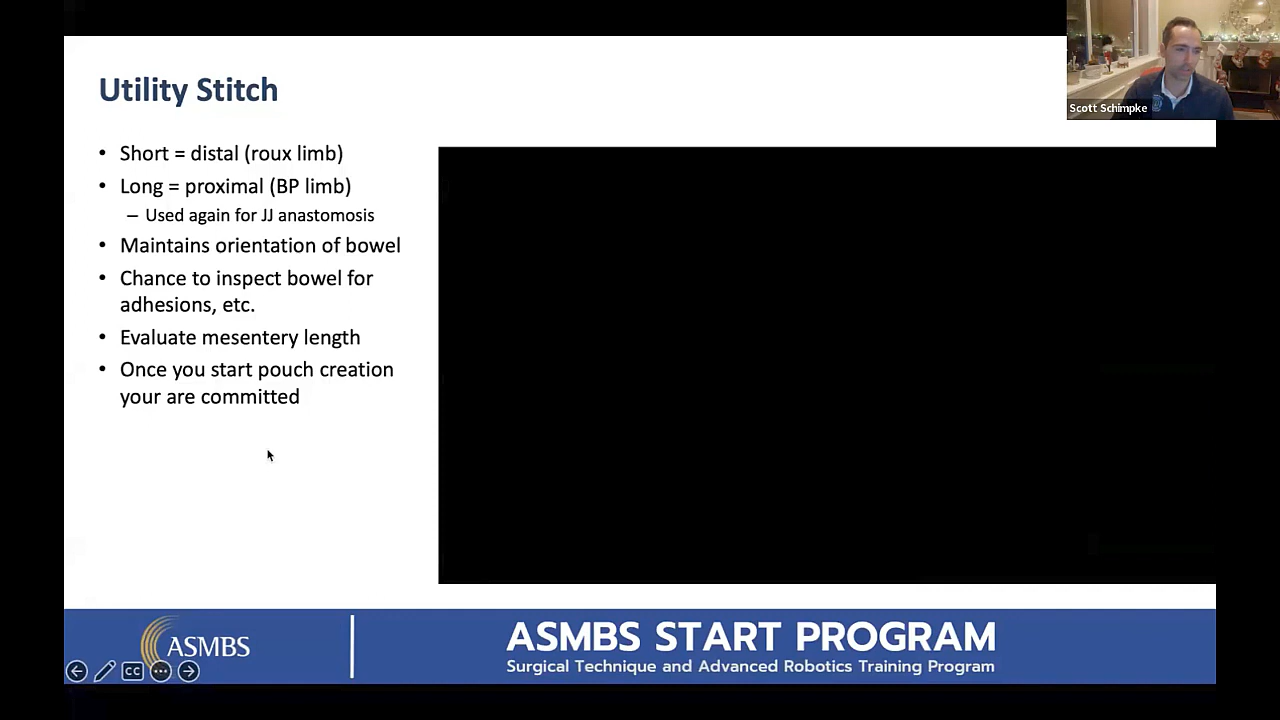 Utility Stitch
Scott Schimpke
• Short = distal (roux limb)
• Long = proximal (BP limb)
– Used again for JJ anastomosis
• Maintains orientation of bowel
• Chance to inspect bowel for
adhesions, etc.
• Evaluate mesentery length
• Once you start pouch creation
your are committed
ASMBS
ASMBS START PROGRAM
Surgical Technique and Advanced Robotics Training Program
CC